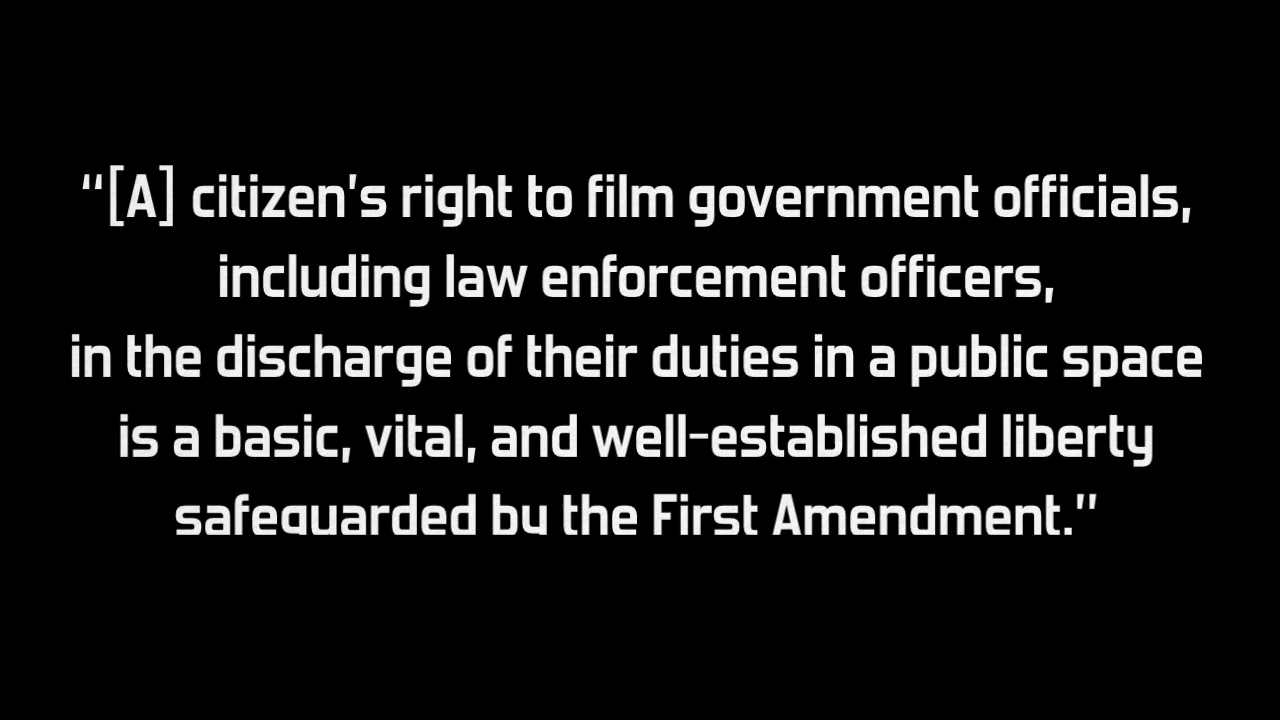 “[A] citizen's right to film government officials,
including law enforcement officers,
in the discharge of their duties in a public space
is a basic, vital, and well-established liberty
safeguarded by the First Amendment.”